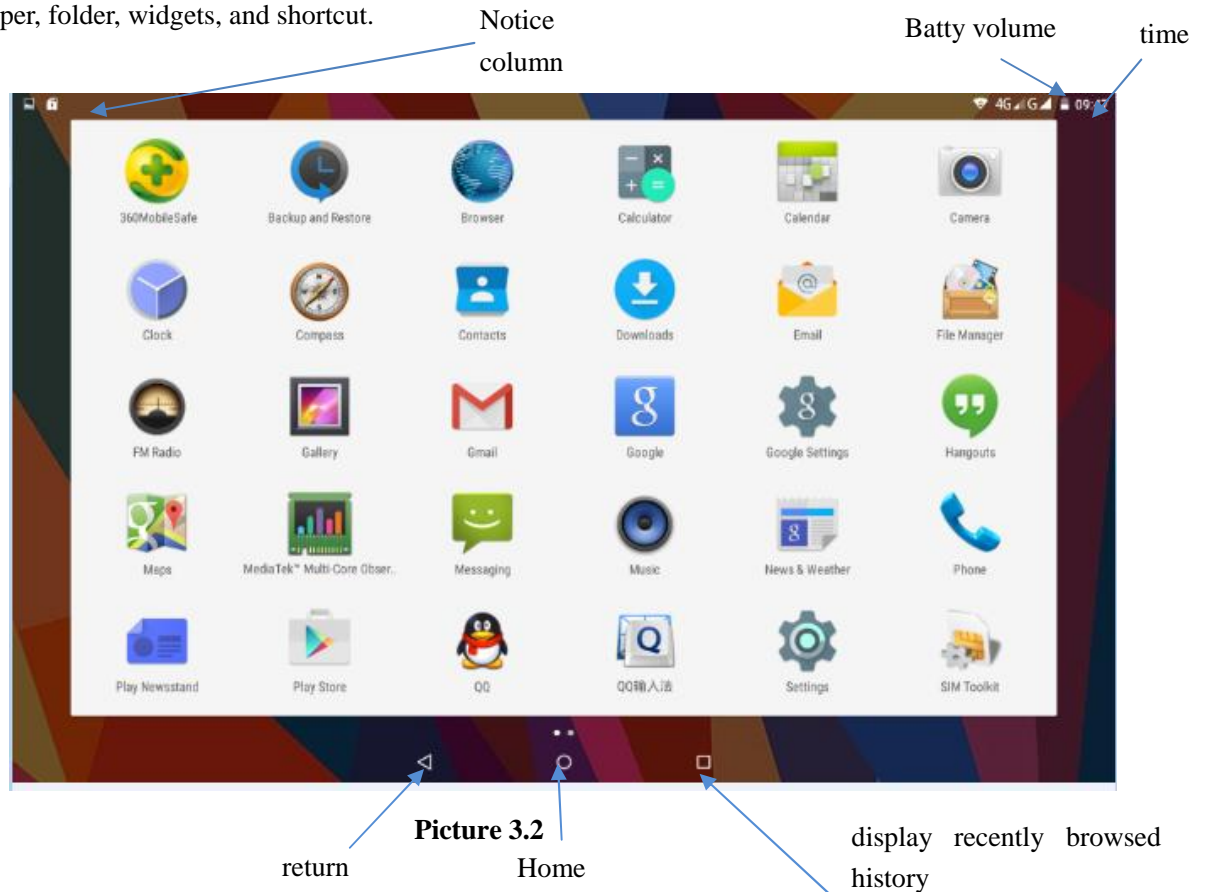 per, folder, widgets, and shortcut.
Notice
column
Batty volume
time
4G G 09:47
360MobileSafe Backup and Restore Browser Calculator Calendar Camera
Clock Compass Contacts Downloads Email File Manager
FM Radio Gallery Gmail Google Google Settings Hangouts
Maps MediaTek™ Multi-Core Obser.. Messaging Music News & Weather Phone
Play Newsstand Play Store QQ QQ输入法 Settings SIM Toolkit
Picture 3.2
return
Home
display recently browsed
history